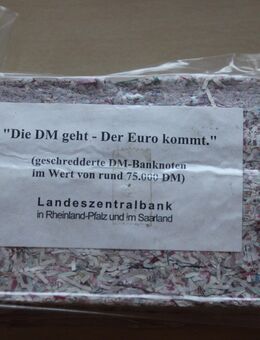 "Die DM geht - Der Euro kommt."
(geschredderte DM-Banknoten
im Wert von rund 75.000 DM)
Landeszentralbank
in Rheinland-Pfalz und im Saarland